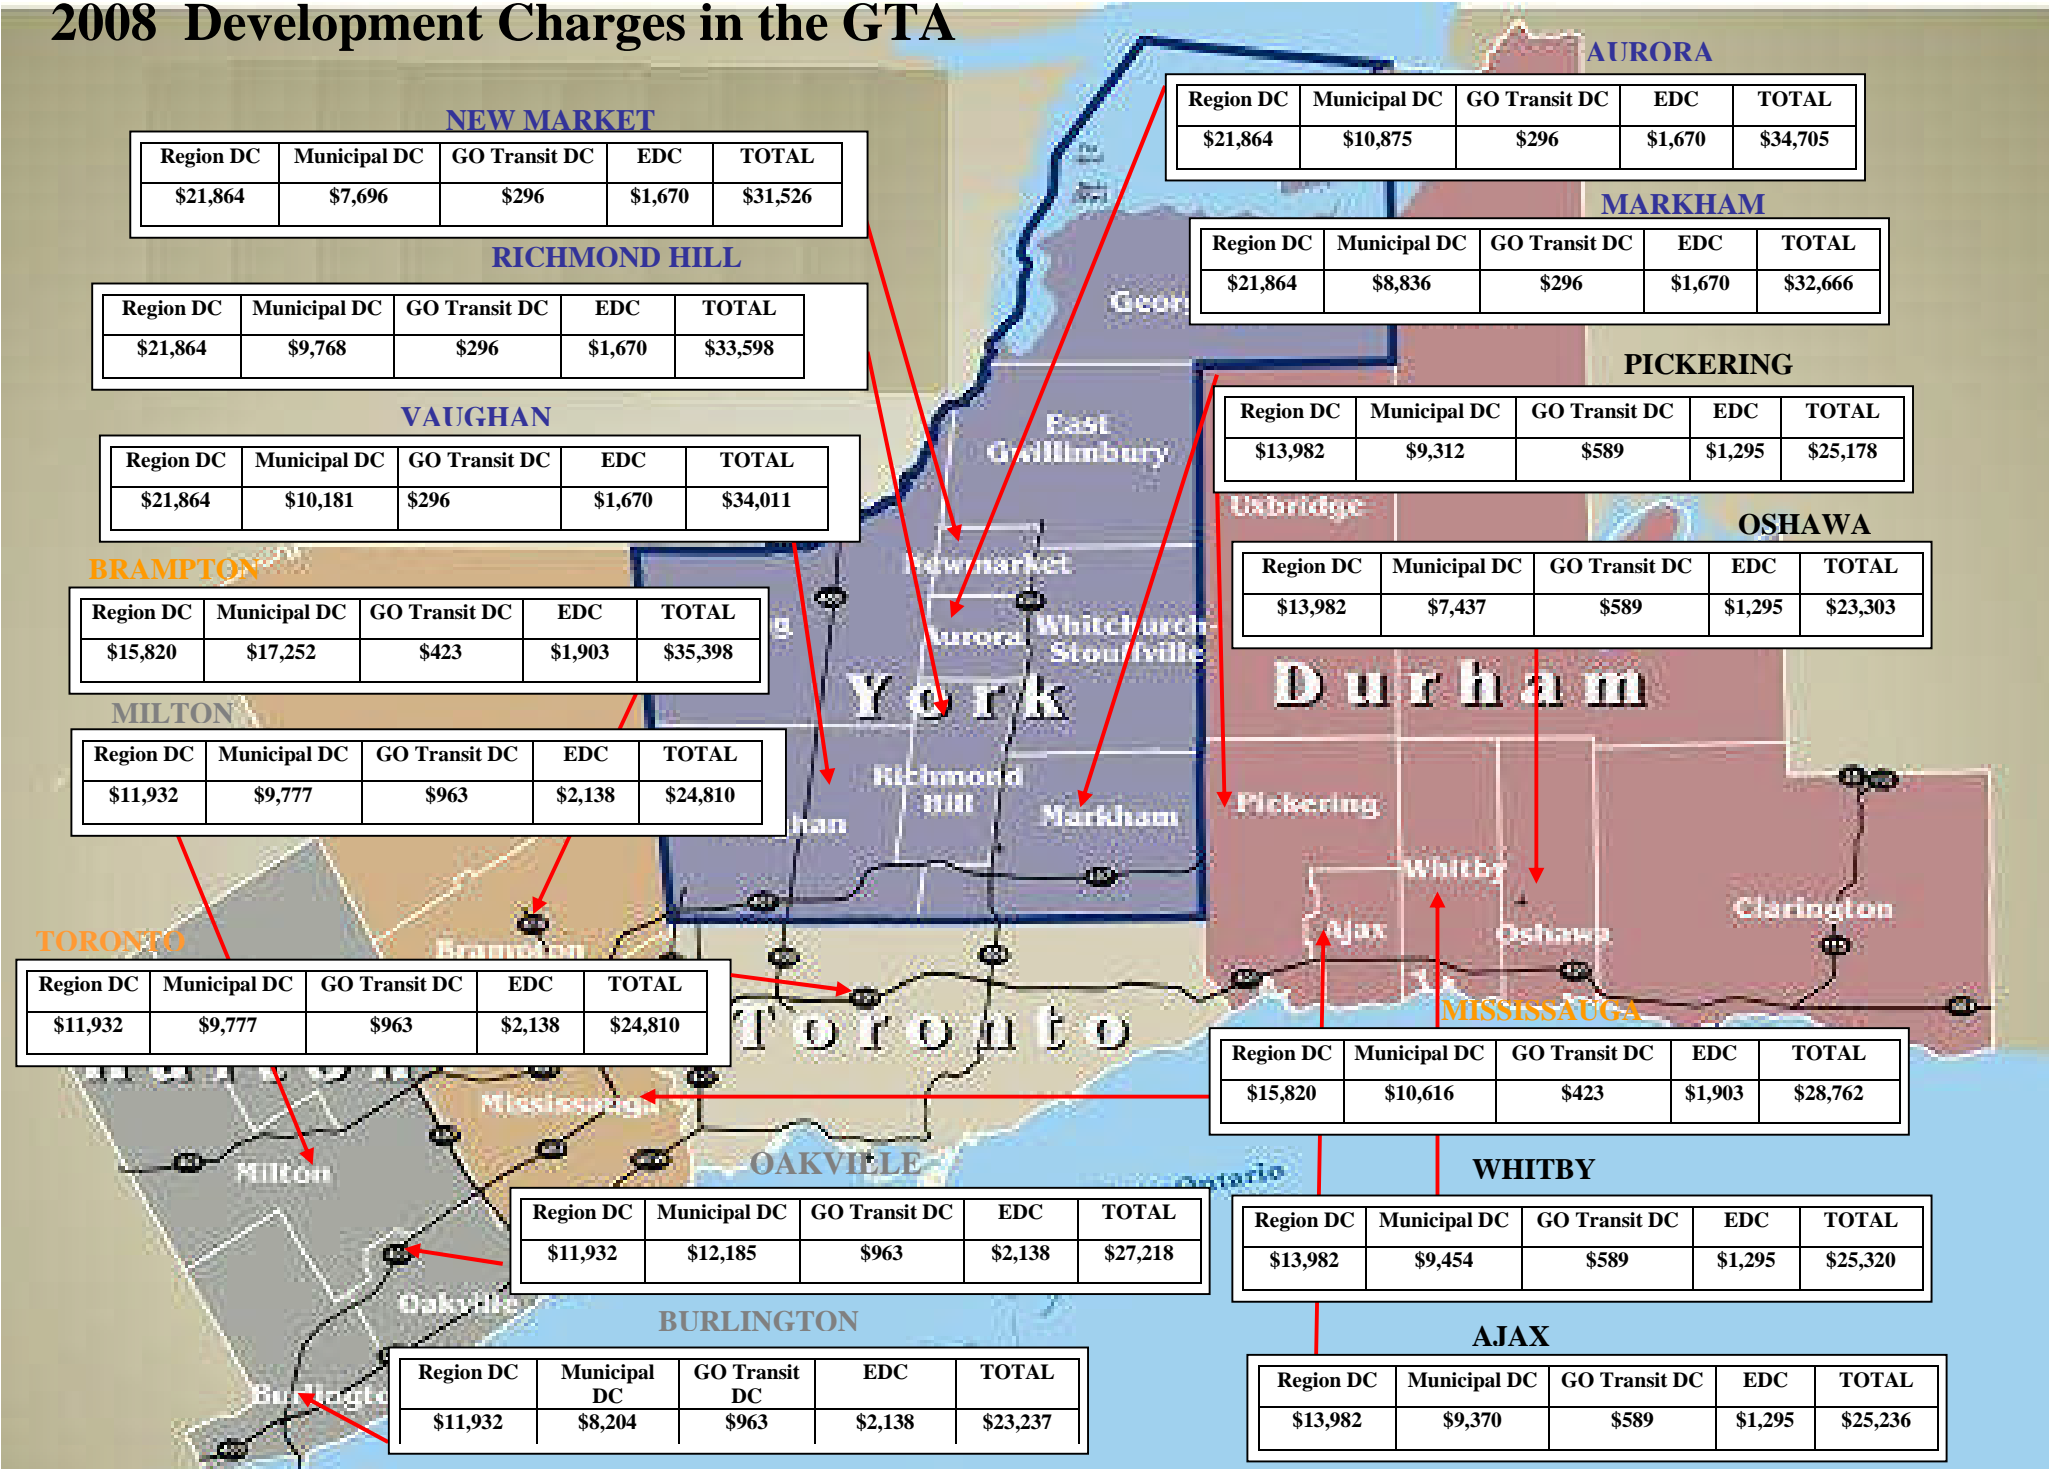 2008 Development Charges in the GTA
NEW MARKET
Region DC Municipal DC GO Transit DC EDC TOTAL
$21,864 $7,696 $296 $1,670 $31,526
RICHMOND HILL
Region DC Municipal DC GO Transit DC EDC TOTAL
$21,864 $9,768 $296 $1,670 $33,598
VAUGHAN
Region DC Municipal DC GO Transit DC EDC TOTAL
$21,864 $10,181 $296 $1,670 $34,011
BRAMPTON
Region DC Municipal DC GO Transit DC EDC TOTAL
$15,820 $17,252 $423 $1,903 $35,398
MILTON
Region DC Municipal DC GO Transit DC EDC TOTAL
$11,932 $9,777 $963 $2,138 $24,810
TORONTO
Region DC Municipal DC GO Transit DC EDC TOTAL
$11,932 $9,777 $963 $2,138 $24,810
OAKVILLE
Region DC Municipal DC GO Transit DC EDC TOTAL
$11,932 $12,185 $963 $2,138 $27,218
BURLINGTON
Region DC Municipal DC GO Transit DC EDC TOTAL
$11,932 $8,204 $963 $2,138 $23,237
AURORA
Region DC Municipal DC GO Transit DC EDC TOTAL
$21,864 $10,875 $296 $1,670 $34,705
MARKHAM
Region DC Municipal DC GO Transit DC EDC TOTAL
$21,864 $8,836 $296 $1,670 $32,666
PICKERING
Region DC Municipal DC GO Transit DC EDC TOTAL
$13,982 $9,312 $589 $1,295 $25,178
OSHAWA
Region DC Municipal DC GO Transit DC EDC TOTAL
$13,982 $7,437 $589 $1,295 $23,303
MISSISSAUGA
Region DC Municipal DC GO Transit DC EDC TOTAL
$15,820 $10,616 $423 $1,903 $28,762
WHITBY
Region DC Municipal DC GO Transit DC EDC TOTAL
$13,982 $9,454 $589 $1,295 $25,320
AJAX
Region DC Municipal DC GO Transit DC EDC TOTAL
$13,982 $9,370 $589 $1,295 $25,236
East
Gwillimbury
Uxbridge
Newmarket
Aurora
Whitchurch-
Stouffville
York
Durham
Richmond
Hill
Markham
Pickering
Whitby
Ajax
Oshawa
Clarington
Brampton
Toronto
Mississauga
Milton
Ontario
Oakville